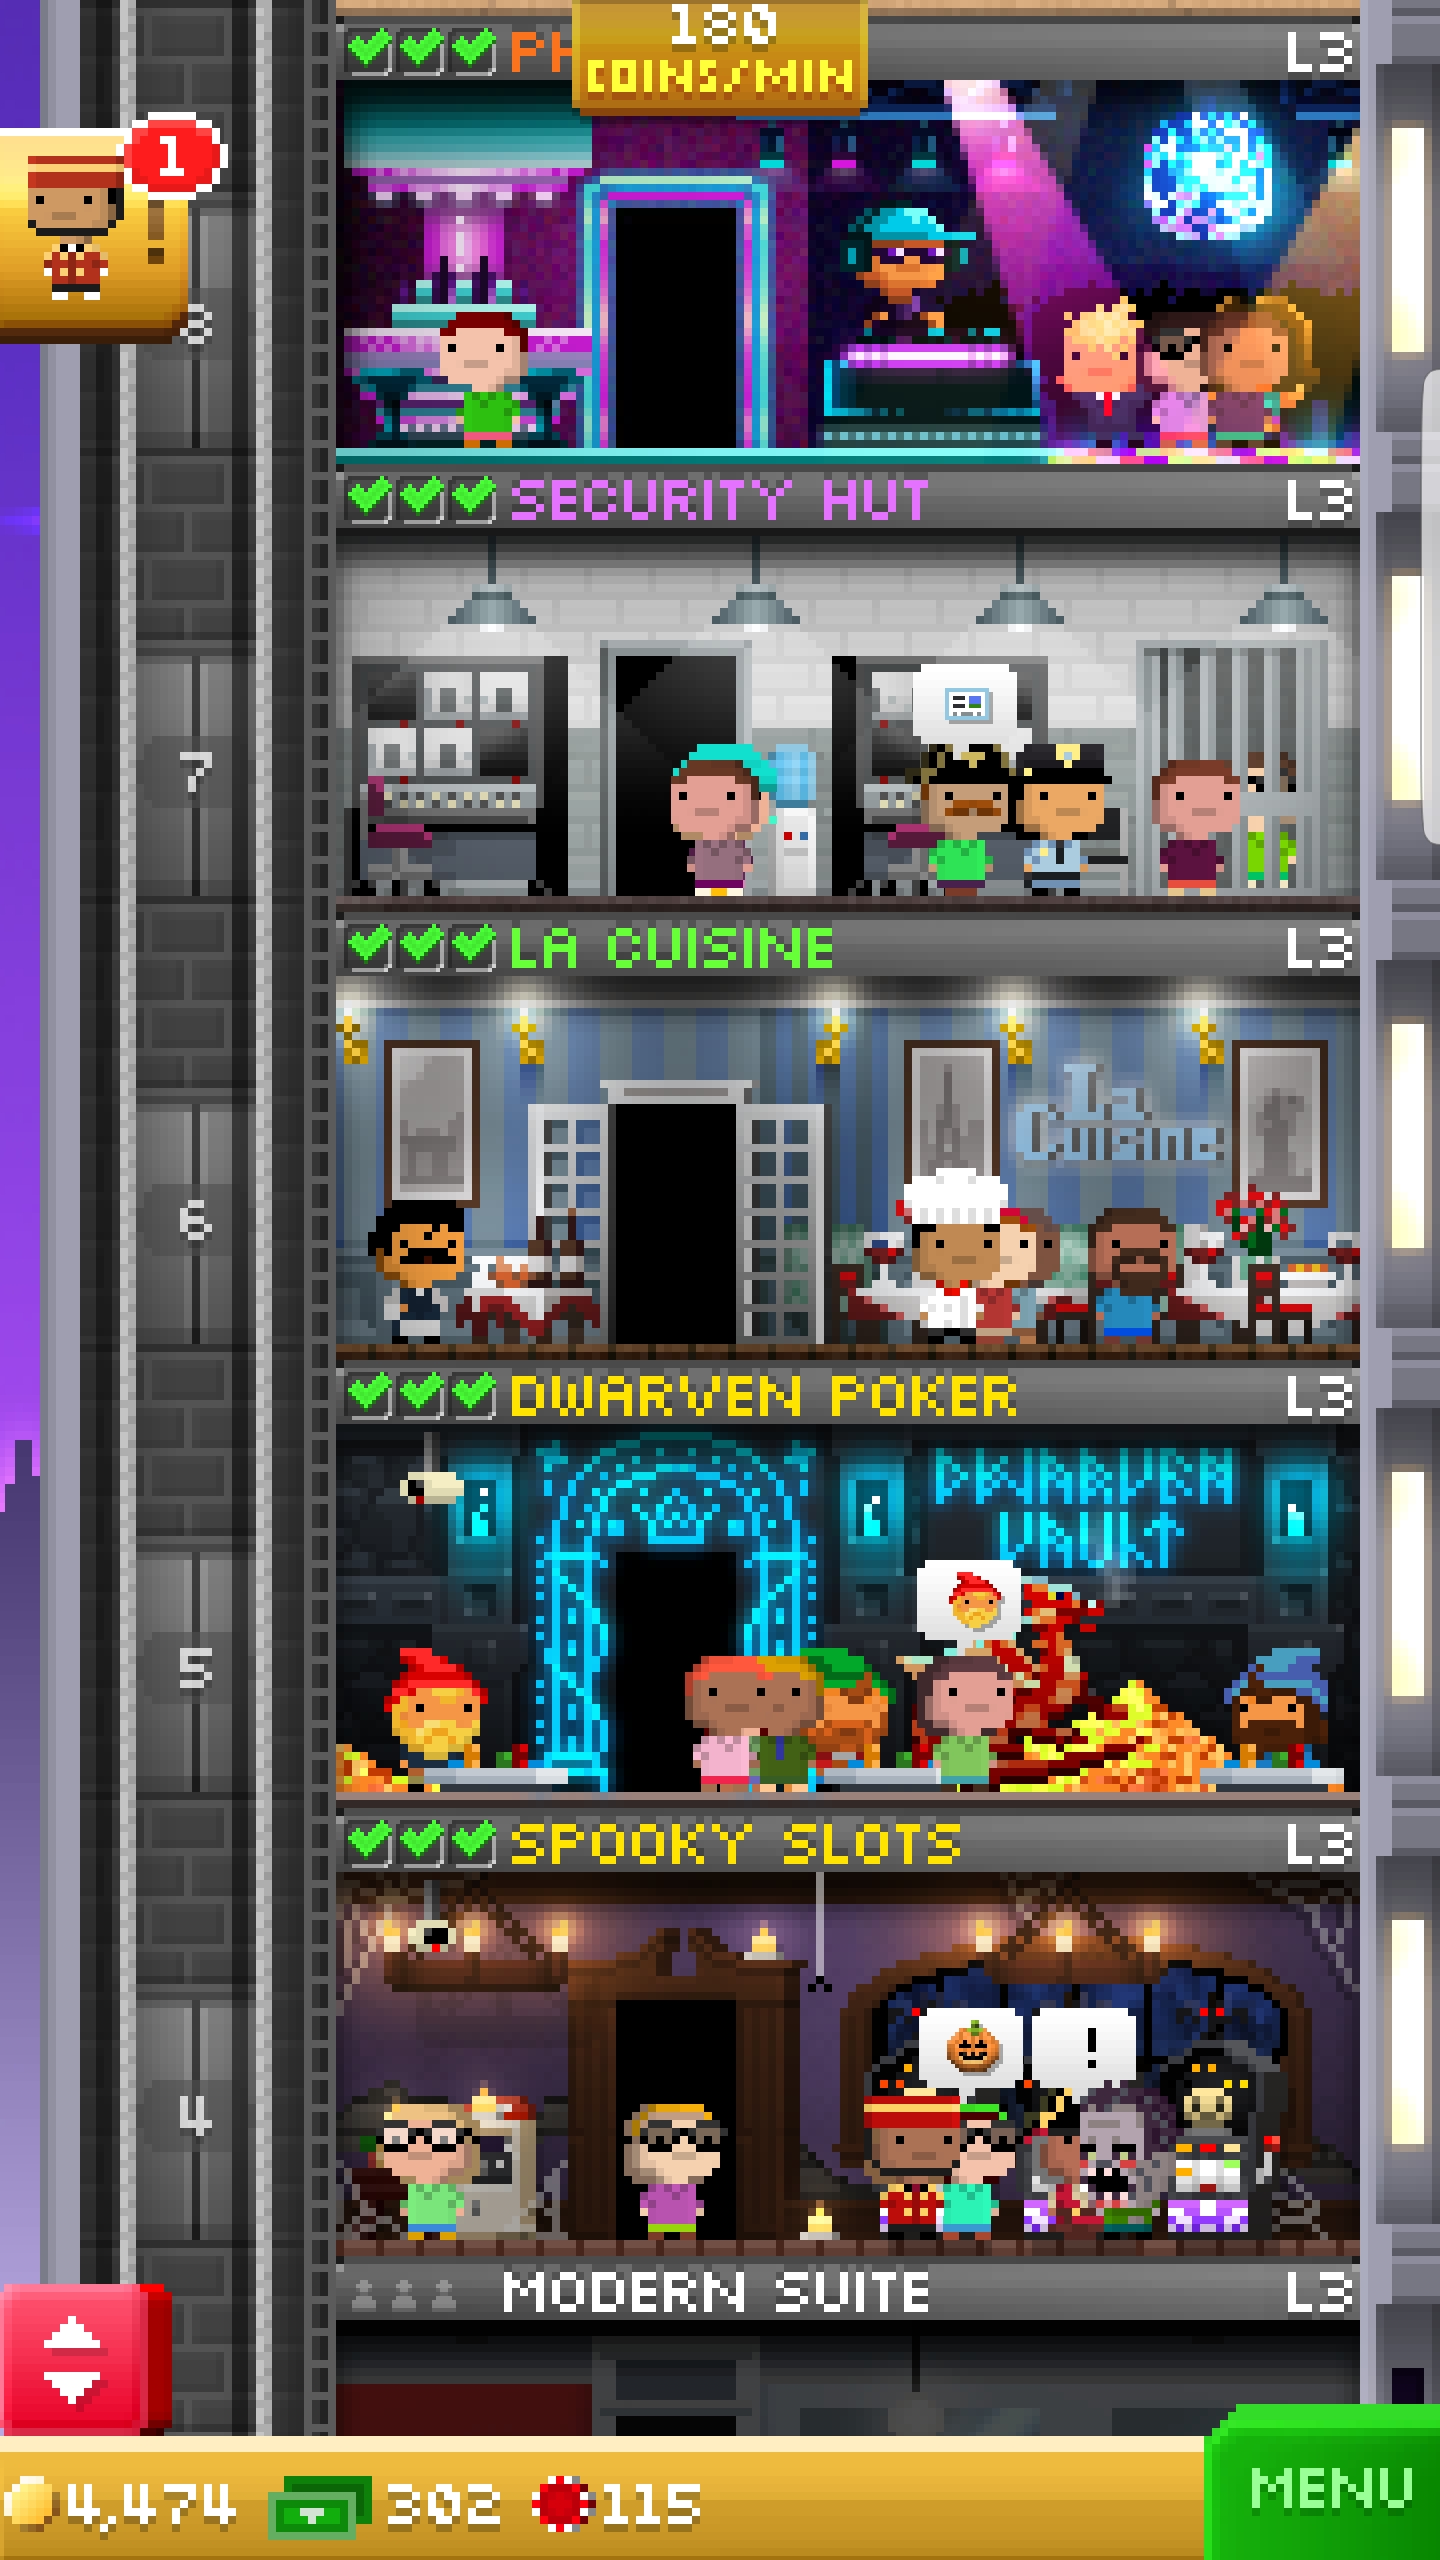 180
COINS/MIN
PH
L3
1
8
SECURITY HUT
L3
7
LA CUISINE
L3
La
Cuisine
6
DWARVEN POKER
L3
DWARVEN
VAULT
5
SPOOKY SLOTS
L3
!
4
MODERN SUITE
L3
4,474
302
115
MENU